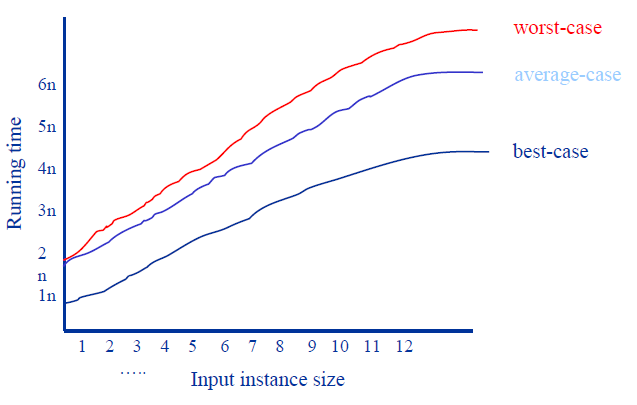 worst-case
average-case
best-case
Running time
6n
5n
4n
3n
2
n
1n
1 2 3 4 5 6 7 8 9 10 11 12
.....
Input instance size